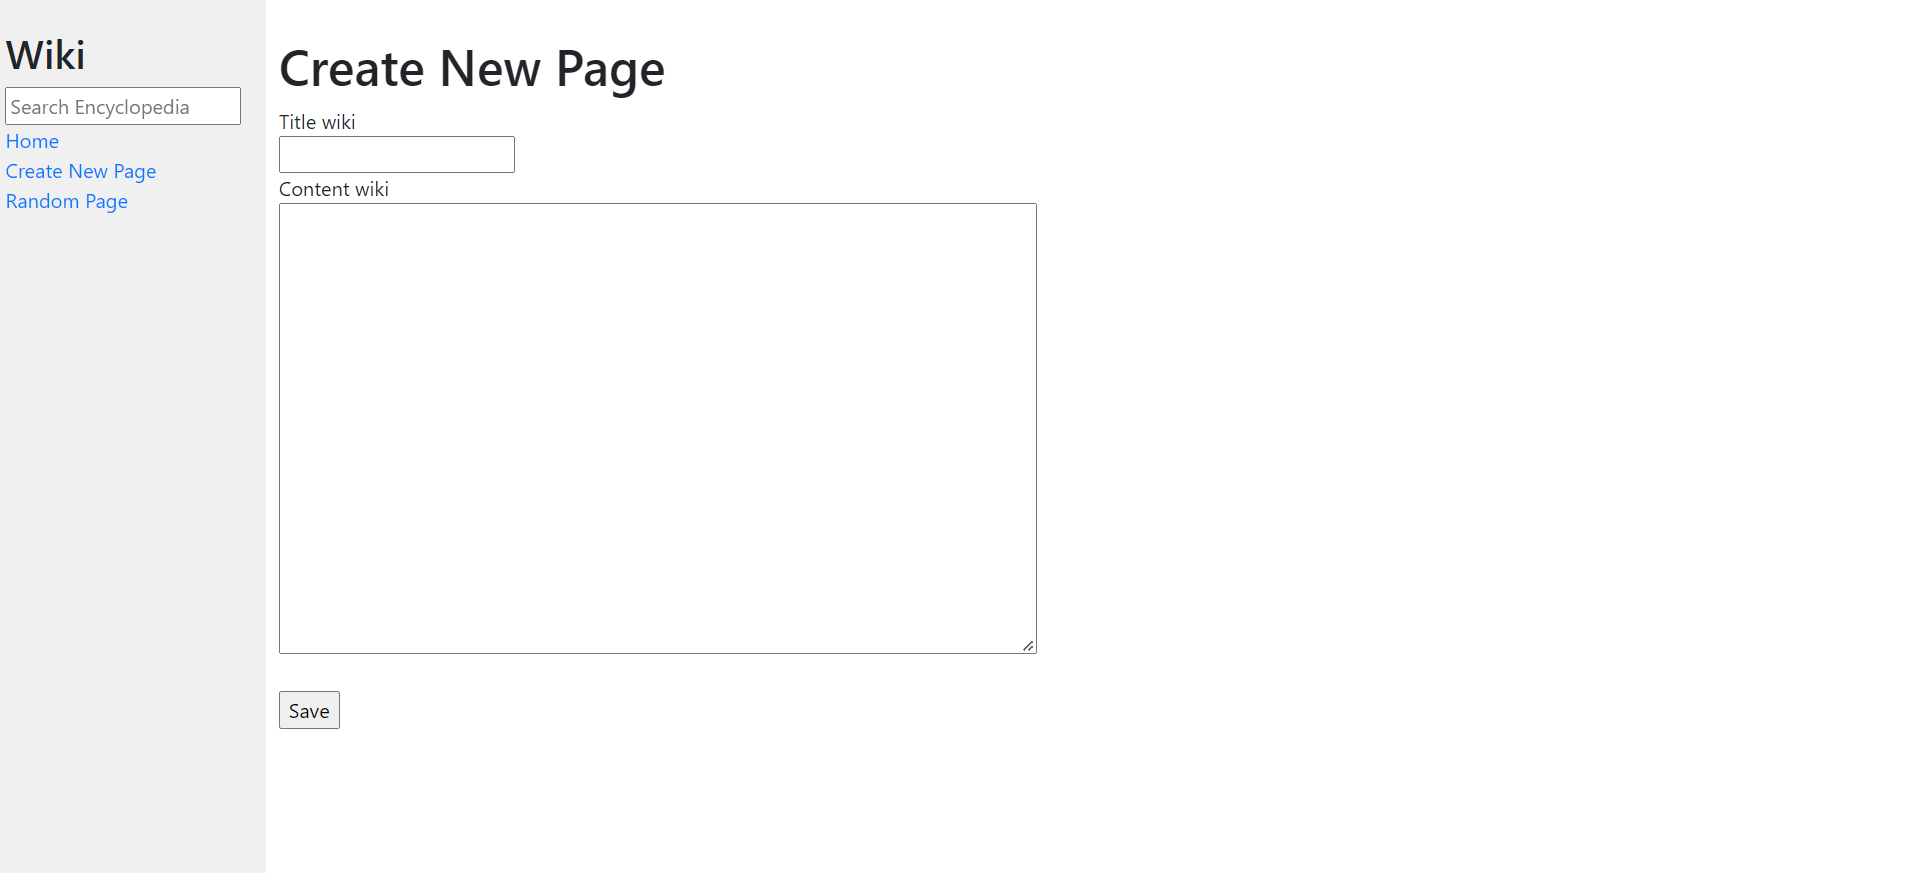 Wiki
Search Encyclopedia
Home
Create New Page
Random Page
Create New Page
Title wiki
Content wiki
Save